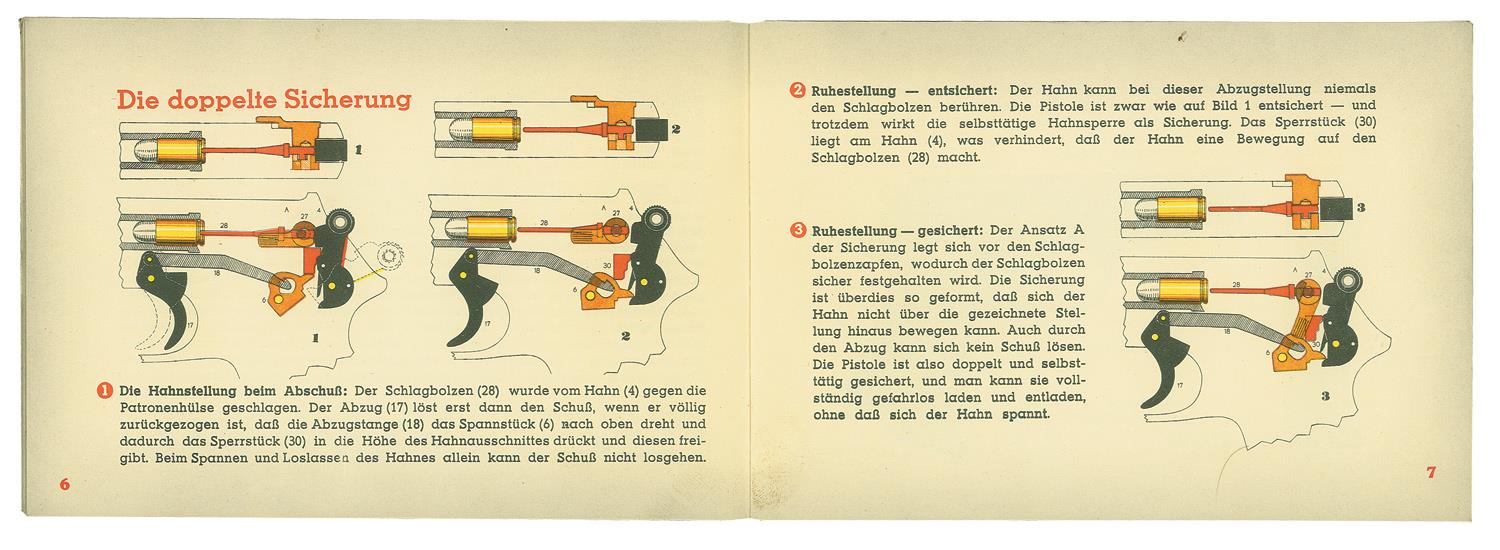 Die doppelte Sicherung
1
2
28
A
27
4
18
6
17
1
28
A
27
4
30
18
6
17
2
1 Die Hahnstellung beim Abschuß: Der Schlagbolzen (28) wurde vom Hahn (4) gegen die
Patronenhülse geschlagen. Der Abzug (17) löst erst dann den Schuß, wenn er völlig
zurückgezogen ist, daß die Abzugstange (18) das Spannstück (6) nach oben dreht und
dadurch das Sperrstück (30) in die Höhe des Hahnausschnittes drückt und diesen frei-
gibt. Beim Spannen und Loslassen des Hahnes allein kann der Schuß nicht losgehen.
6
2 Ruhestellung — entsichert: Der Hahn kann bei dieser Abzugstellung niemals
den Schlagbolzen berühren. Die Pistole ist zwar wie auf Bild 1 entsichert — und
trotzdem wirkt die selbsttätige Hahnsperre als Sicherung. Das Sperrstück (30)
liegt am Hahn (4), was verhindert, daß der Hahn eine Bewegung auf den
Schlagbolzen (28) macht.
3 Ruhestellung — gesichert: Der Ansatz A
der Sicherung legt sich vor den Schlag-
bolzenzapfen, wodurch der Schlagbolzen
sicher festgehalten wird. Die Sicherung
ist überdies so geformt, daß sich der
Hahn nicht über die gezeichnete Stel-
lung hinaus bewegen kann. Auch durch
den Abzug kann sich kein Schuß lösen.
Die Pistole ist also doppelt und selbst-
tätig gesichert, und man kann sie voll-
ständig gefahrlos laden und entladen,
ohne daß sich der Hahn spannt.
3
28
A
27
4
18
30
6
17
3
7